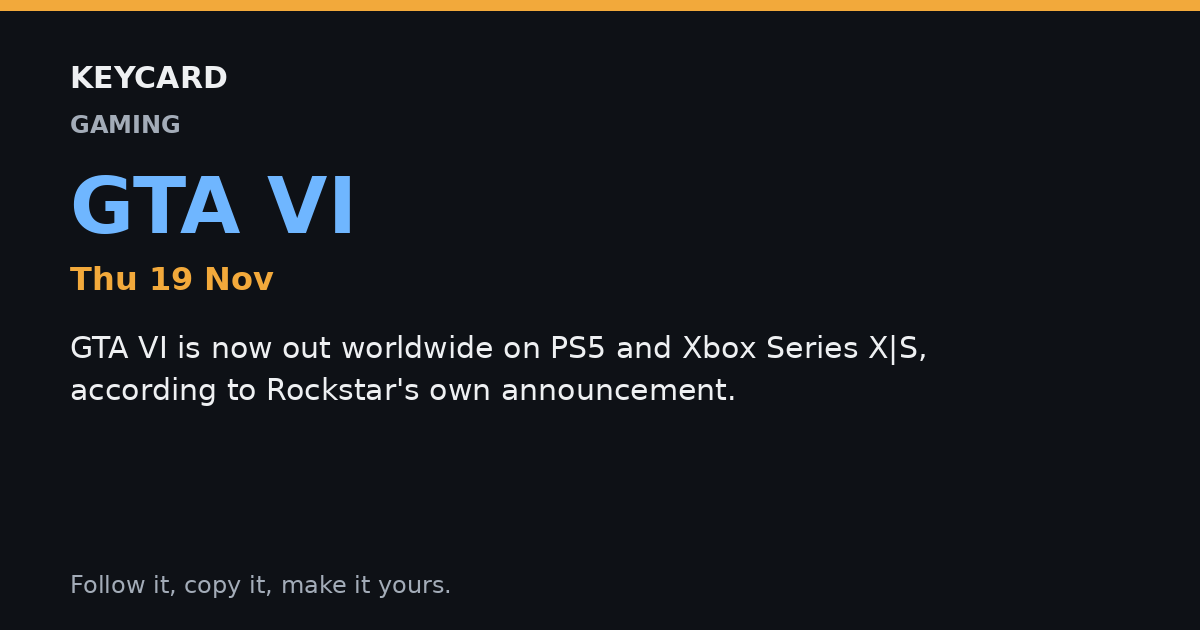 KEYCARD
GAMING
GTA VI
Thu 19 Nov
GTA VI is now out worldwide on PS5 and Xbox Series X|S,
according to Rockstar's own announcement.
Follow it, copy it, make it yours.